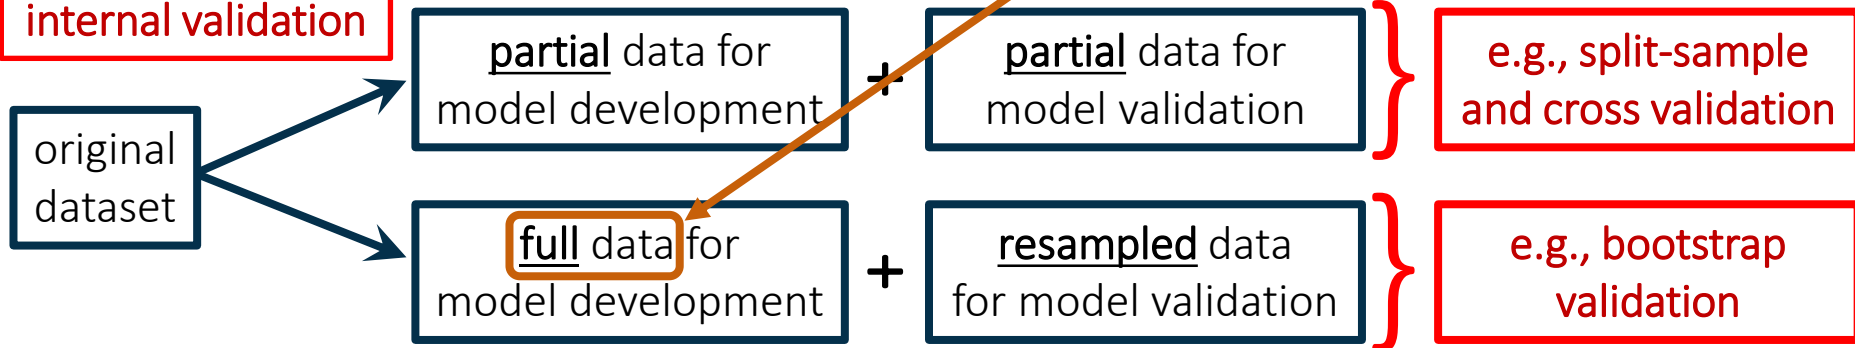 internal validation
original
dataset
partial data for
model development
+
partial data for
model validation
e.g., split-sample
and cross validation
full data for
model development
+
resampled data
for model validation
e.g., bootstrap
validation